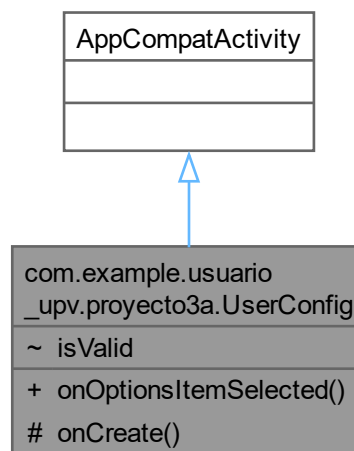 AppCompatActivity
com.example.usuario
_upv.proyecto3a.UserConfig
~ isValid
+ onOptionsItemSelected()
# onCreate()